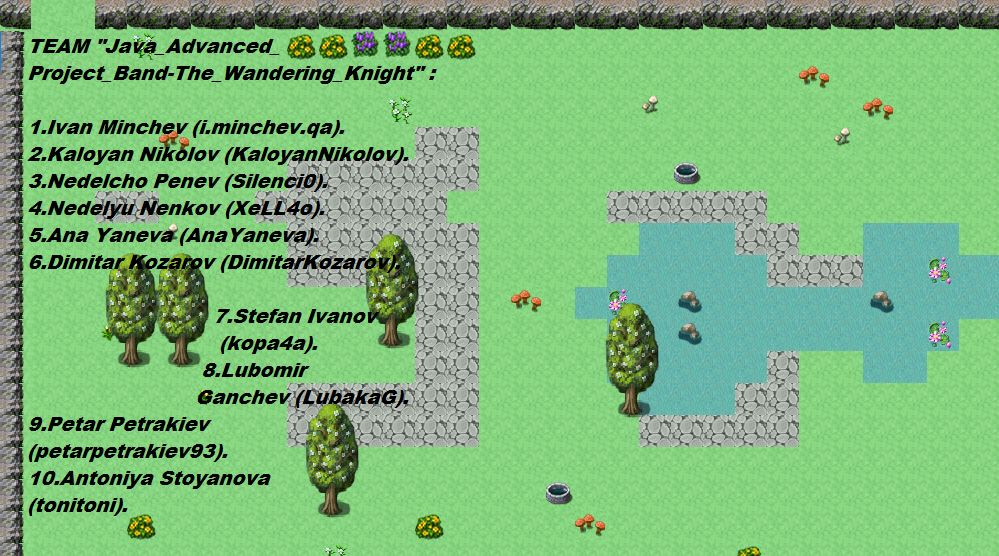 TEAM "Java_Advanced_
Project_Band-The_Wandering_Knight" :
1.Ivan Minchev (i.minchev.qa).
2.Kaloyan Nikolov (KaloyanNikolov).
3.Nedelcho Penev (Silenci0).
4.Nedelyu Nenkov (XeLL4o).
5.Ana Yaneva (AnaYaneva).
6.Dimitar Kozarov (DimitarKozarov).
7.Stefan Ivanov
(kopa4a).
8.Lubomir
Ganchev (LubakaG).
9.Petar Petrakiev
(petarpetrakiev93).
10.Antoniya Stoyanova
(tonitoni).